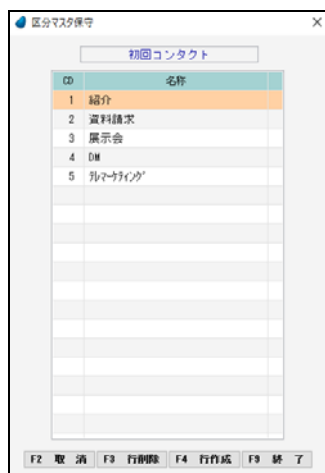 区分マスタ保守
初回コンタクト
CD 名称
1 紹介
2 資料請求
3 展示会
4 DM
5 ﾃﾚﾏｰｹﾃｨﾝｸﾞ
F2 取 消 F3 行削除 F4 行作成 F9 終 了